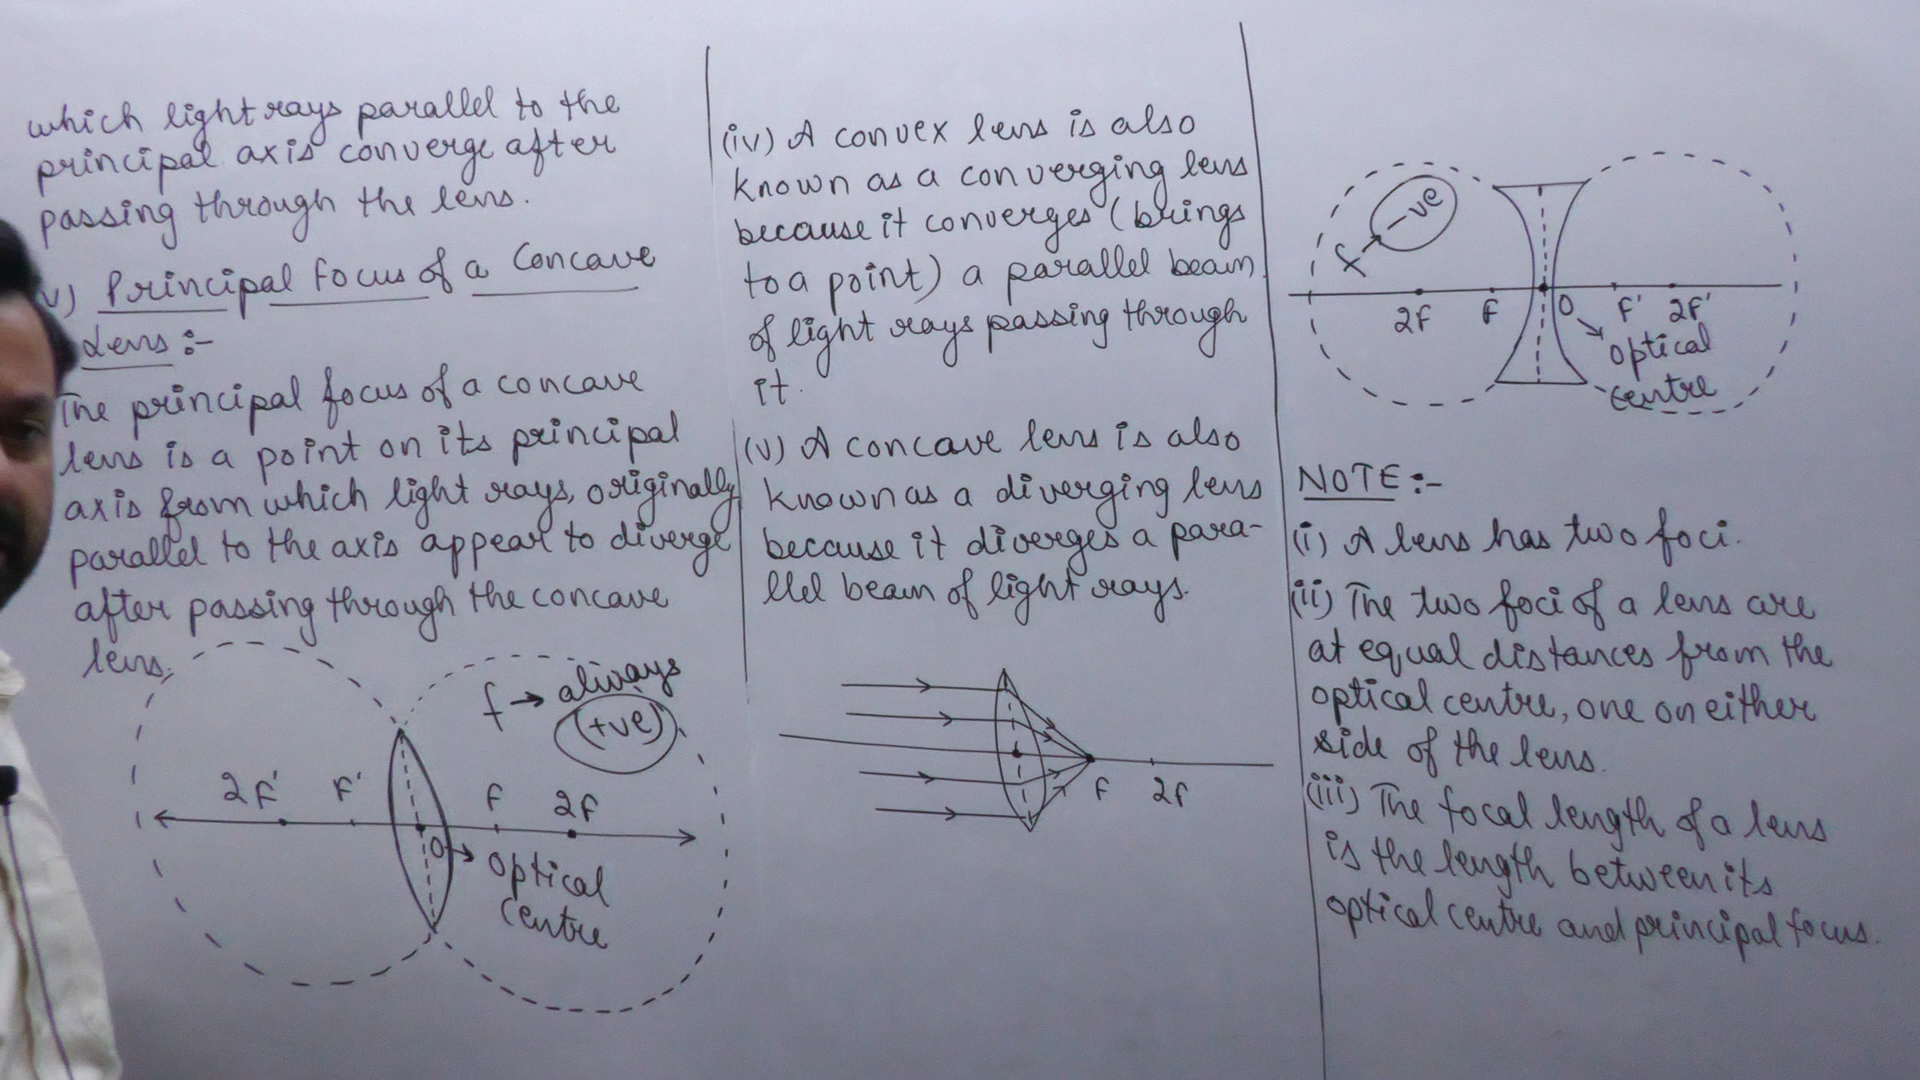 which light rays parallel to the
principal axis converge after
passing through the lens.
v) Principal Focus of a Concave
Lens :-
The principal focus of a concave
lens is a point on its principal
axis from which light rays, originally
parallel to the axis appear to diverge
after passing through the concave
lens.
f → always
(+ve)
2F' F' F 2F
O → optical
centre
(iv) A convex lens is also
known as a converging lens
because it converges (brings
to a point) a parallel beam
of light rays passing through
it.
(v) A concave lens is also
known as a diverging lens
because it diverges a para-
llel beam of light rays.
F 2F
f → -ve
2F F O F' 2F'
optical
centre
NOTE :-
(i) A lens has two foci.
(ii) The two foci of a lens are
at equal distances from the
optical centre, one on either
side of the lens.
(iii) The focal length of a lens
is the length between its
optical centre and principal focus.